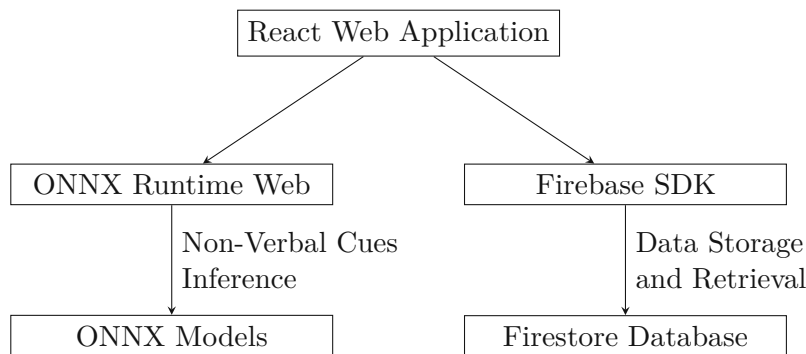 React Web Application
ONNX Runtime Web
Firebase SDK
Non-Verbal Cues
Inference
Data Storage
and Retrieval
ONNX Models
Firestore Database